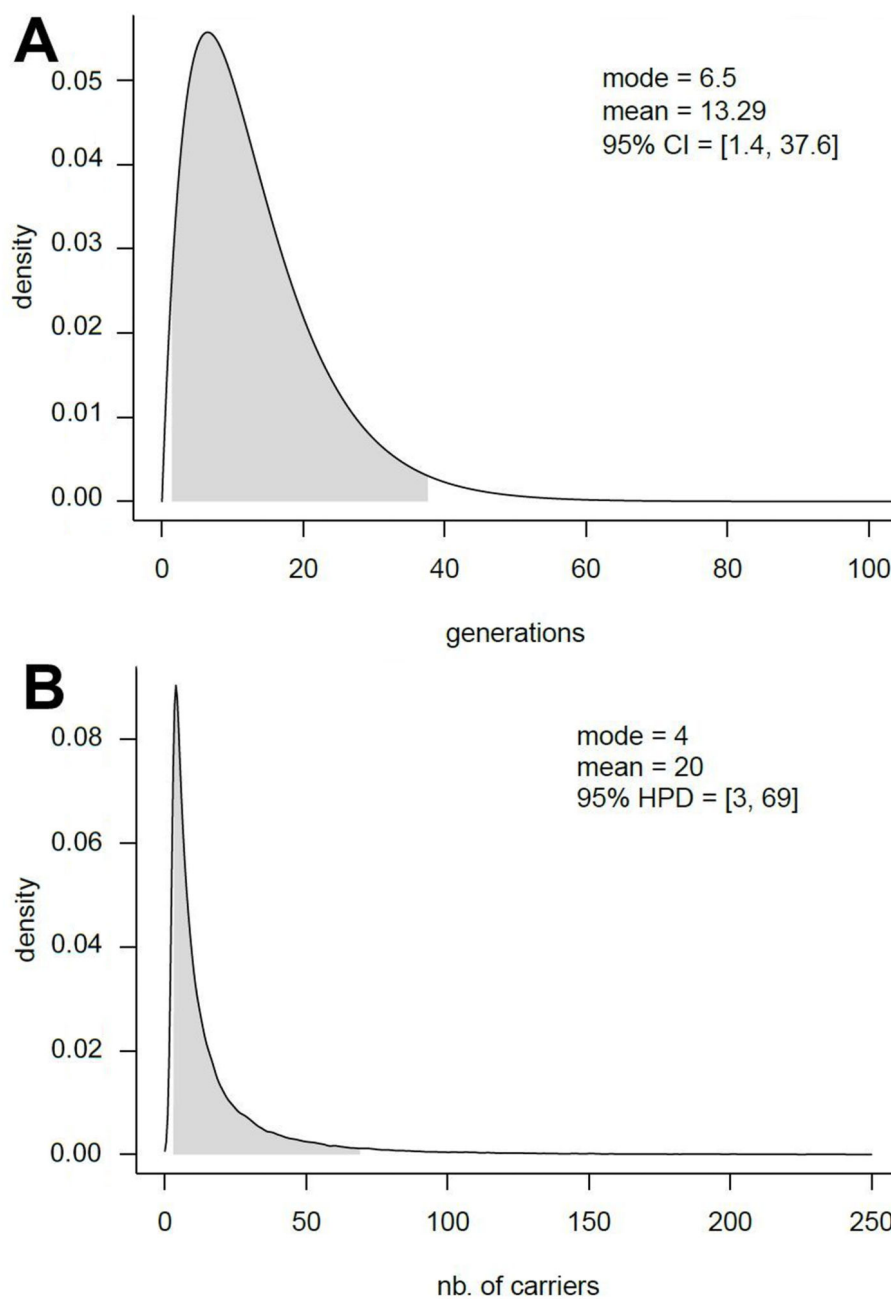 A
mode = 6.5
mean = 13.29
95% CI = [1.4, 37.6]
density
0.05
0.04
0.03
0.02
0.01
0.00
0 20 40 60 80 100
generations
B
mode = 4
mean = 20
95% HPD = [3, 69]
density
0.08
0.06
0.04
0.02
0.00
0 50 100 150 200 250
nb. of carriers